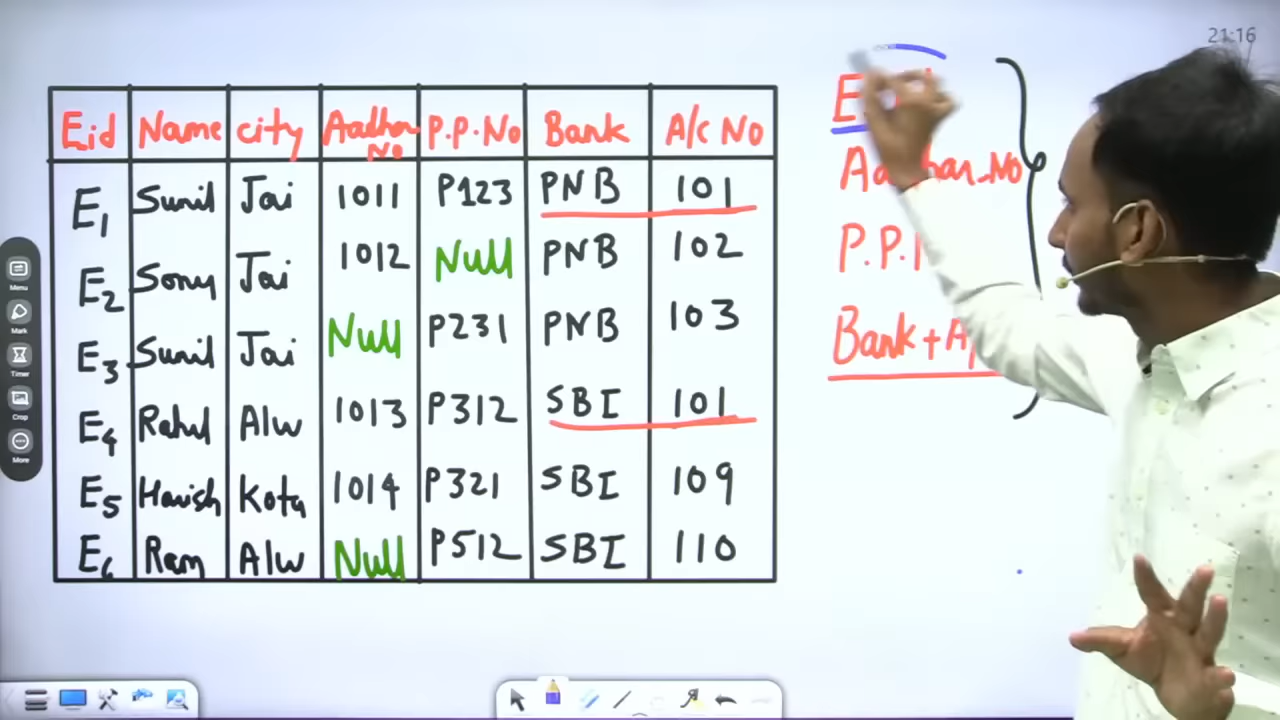 21:16
Eid Name city Aadhar No P.P.No Bank A/c No
E1 Sunil Jai 1011 P123 PNB 101
E2 Sony Jai 1012 Null PNB 102
E3 Sunil Jai Null P231 PNB 103
E4 Rahul Alw 1013 P312 SBI 101
E5 Harish Kota 1014 P321 SBI 109
E6 Ram Alw Null P512 SBI 110
P.P.
Bank + A/
Menu
Mark
Timer
Crop
More